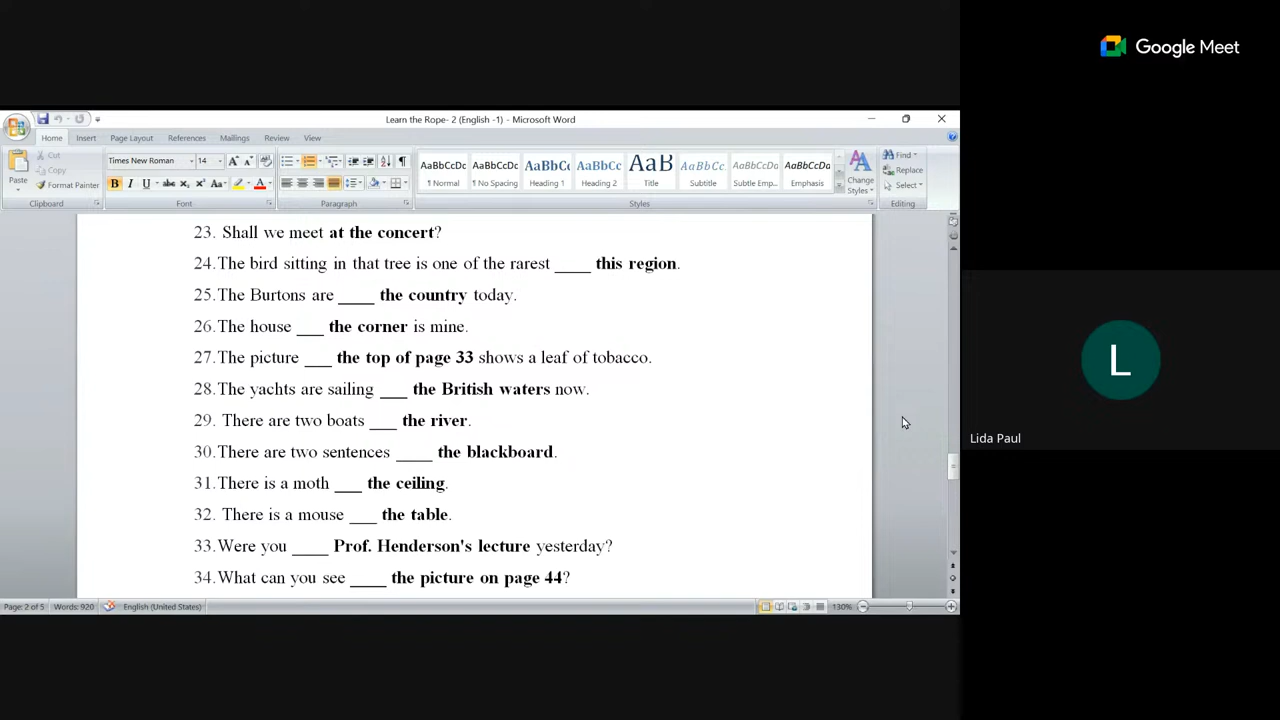 Google Meet
Learn the Rope- 2 (English -1) - Microsoft Word
Home Insert Page Layout References Mailings Review View
Paste Cut Copy Format Painter
Times New Roman 14
B I U abc
AaBbCcDc AaBbCcDc AaBbCc AaBbCc AaB AaBbCc AaBbCcDc AaBbCcDc
¶ Normal ¶ No Spacing Heading 1 Heading 2 Title Subtitle Subtle Emp... Emphasis
Change Styles
Find Replace Select
Clipboard Font Paragraph Styles Editing
23. Shall we meet at the concert?
24.The bird sitting in that tree is one of the rarest ____ this region.
25.The Burtons are ____ the country today.
26.The house ___ the corner is mine.
27.The picture ___ the top of page 33 shows a leaf of tobacco.
28.The yachts are sailing ___ the British waters now.
29. There are two boats ___ the river.
30.There are two sentences ____ the blackboard.
31.There is a moth ___ the ceiling.
32. There is a mouse ___ the table.
33.Were you ____ Prof. Henderson's lecture yesterday?
34.What can you see ____ the picture on page 44?
Page: 2 of 5 Words: 920 English (United States) 130%
L
Lida Paul